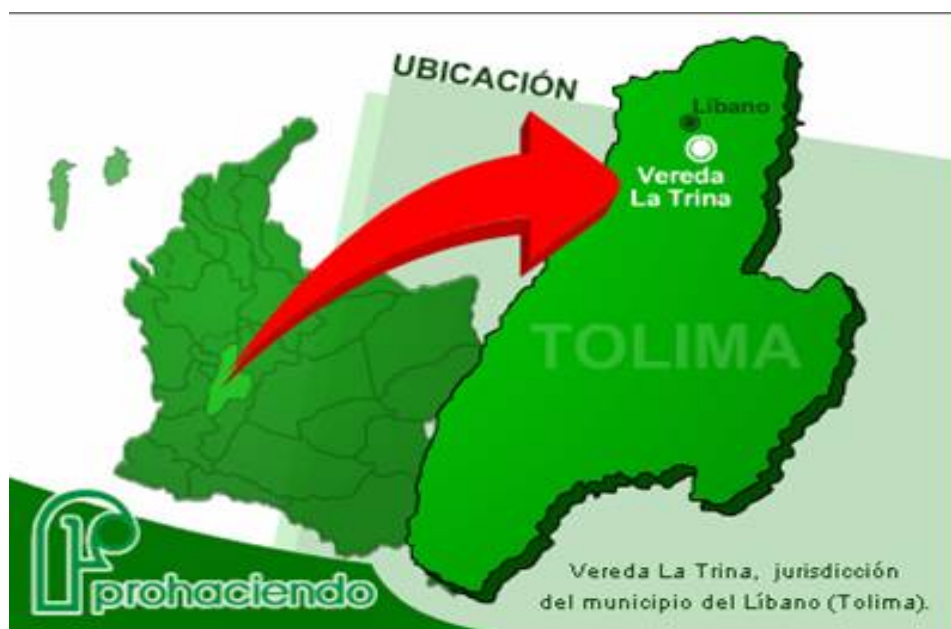 UBICACIÓN
Líbano
Vereda
La Trina
TOLIMA
prohaciendo
Vereda La Trina, jurisdicción
del municipio del Líbano (Tolima).